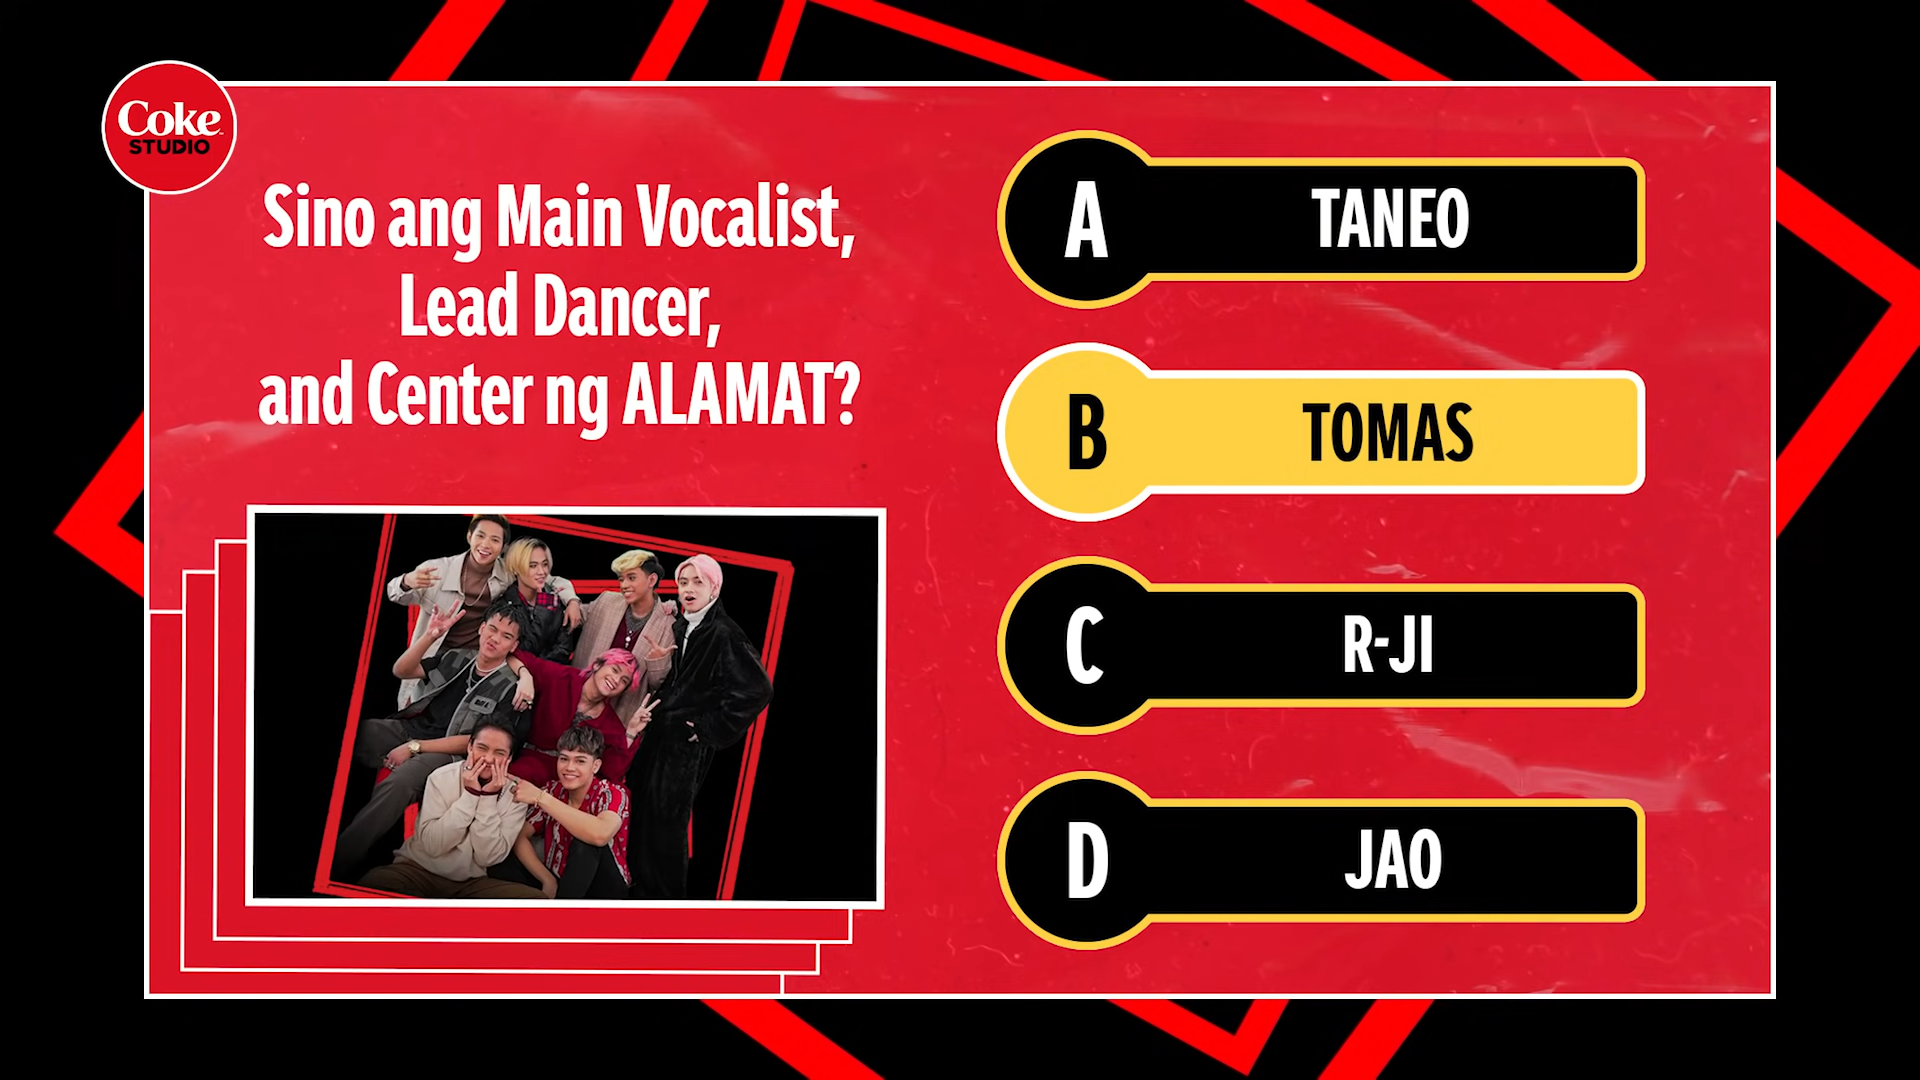 Coke
STUDIO
Sino ang Main Vocalist,
Lead Dancer,
and Center ng ALAMAT?
A TANEO
B TOMAS
C R-JI
D JAO